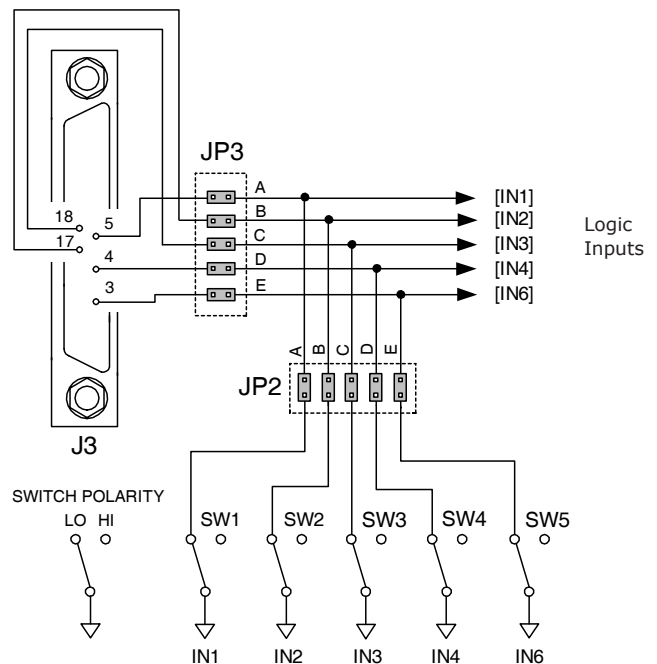 JP3
A
[IN1]
18
5
B
[IN2]
Logic
Inputs
17
C
[IN3]
4
D
[IN4]
3
E
[IN6]
A
B
C
D
E
JP2
J3
SWITCH POLARITY
LO HI
SW1
SW2
SW3
SW4
SW5
IN1
IN2
IN3
IN4
IN6